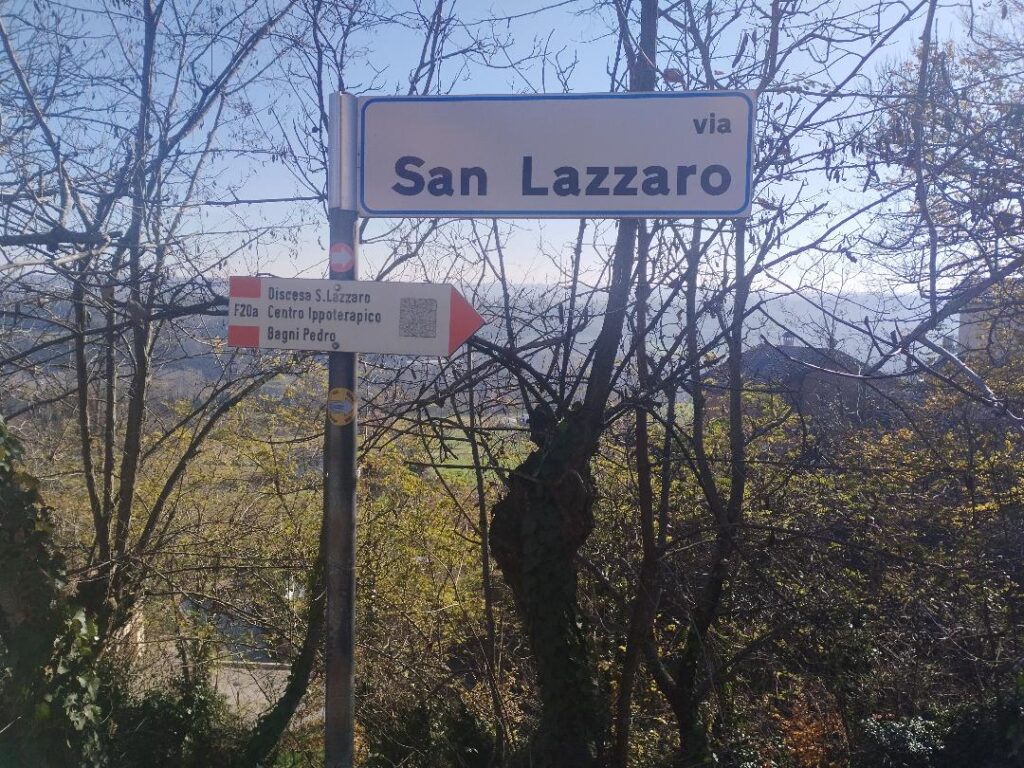 via
San Lazzaro
F20a
Discesa S.Lazzaro
Centro Ippoterapico
Bagni Pedro